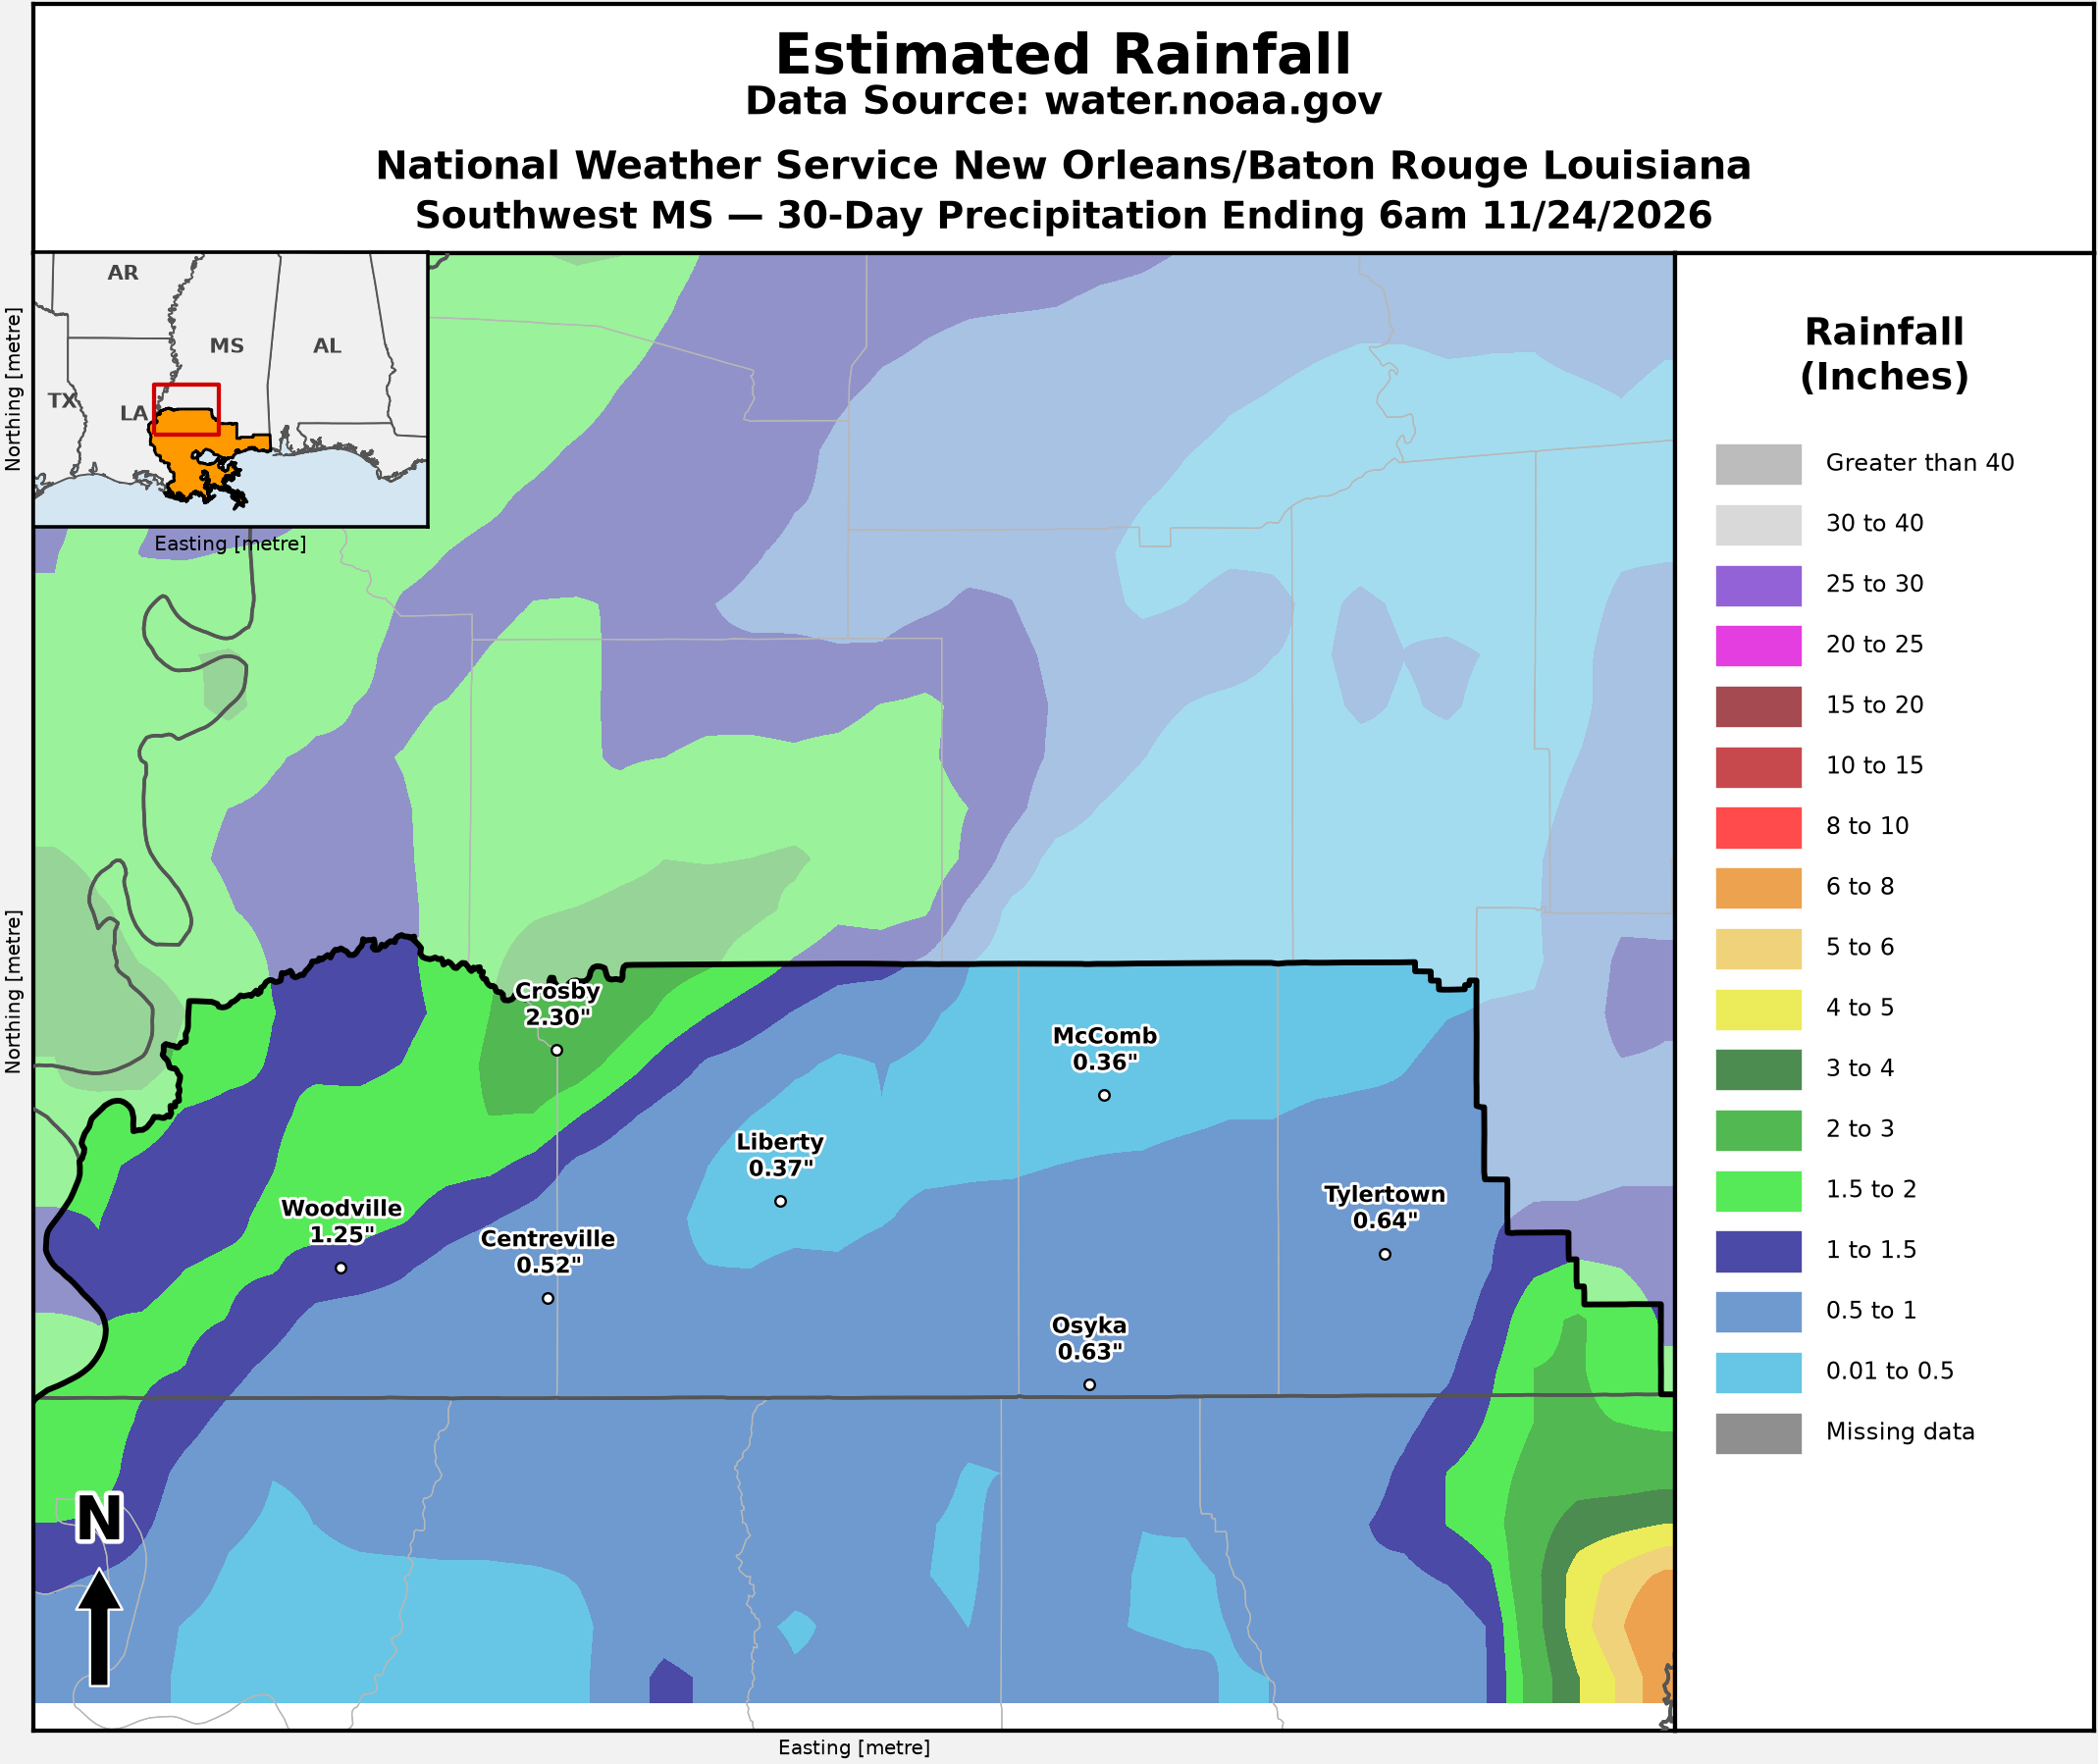 Estimated Rainfall
Data Source: water.noaa.gov
National Weather Service New Orleans/Baton Rouge Louisiana
Southwest MS — 30-Day Precipitation Ending 6am 11/24/2026
Northing [metre]
AR
MS
AL
TX
LA
Easting [metre]
Northing [metre]
Crosby
2.30"
McComb
0.36"
Liberty
0.37"
Woodville
1.25"
Centreville
0.52"
Tylertown
0.64"
Osyka
0.63"
N
Easting [metre]
Rainfall
(Inches)
Greater than 40
30 to 40
25 to 30
20 to 25
15 to 20
10 to 15
8 to 10
6 to 8
5 to 6
4 to 5
3 to 4
2 to 3
1.5 to 2
1 to 1.5
0.5 to 1
0.01 to 0.5
Missing data